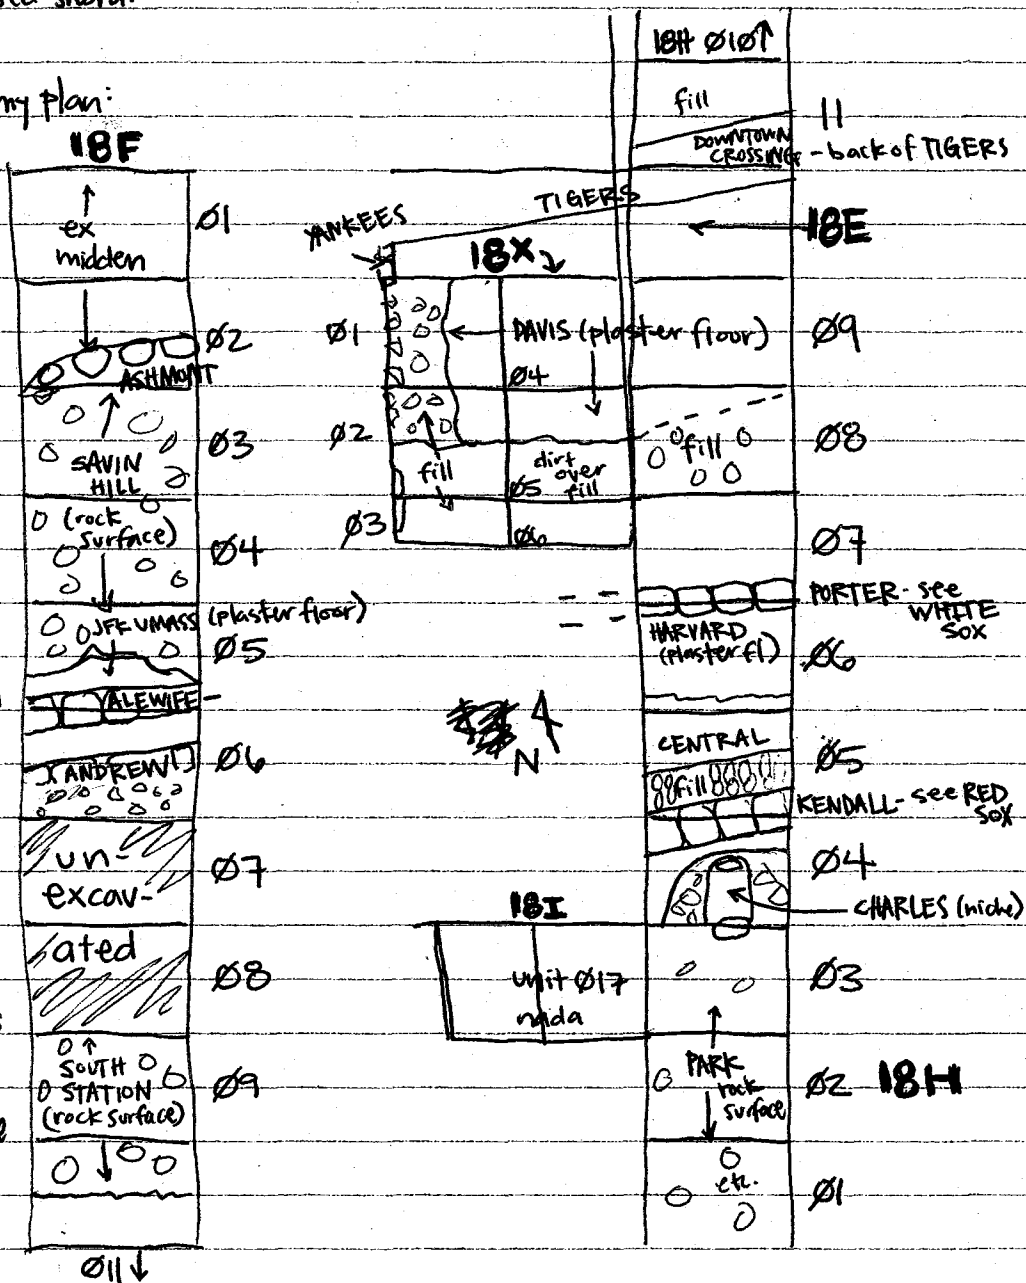 my plan:
18F
Ø1
ex
midden
Ø2
ASHMONT
Ø3
SAVIN
HILL
(rock
surface)
Ø4
JFK UMASS (plaster floor)
Ø5
ALEWIFE
ANDREW
Ø6
un-
excav-
Ø7
ated
Ø8
SOUTH
STATION
(rock surface)
Ø9
Ø11
YANKEES
TIGERS
18X
Ø1
DAVIS (plaster floor)
Ø4
Ø2
fill
dirt
over
fill
Ø5
Ø3
Ø6
N
18I
unit Ø17
nada
18H Ø1Ø
fill
11
DOWNTOWN
CROSSING - back of TIGERS
18E
Ø9
fill
Ø8
Ø7
PORTER - see
WHITE
SOX
HARVARD
(plaster fl)
Ø6
CENTRAL
Ø5
fill
KENDALL - see RED
SOX
Ø4
CHARLES (niche)
Ø3
PARK
rock
surface
Ø2
18H
etc.
Ø1